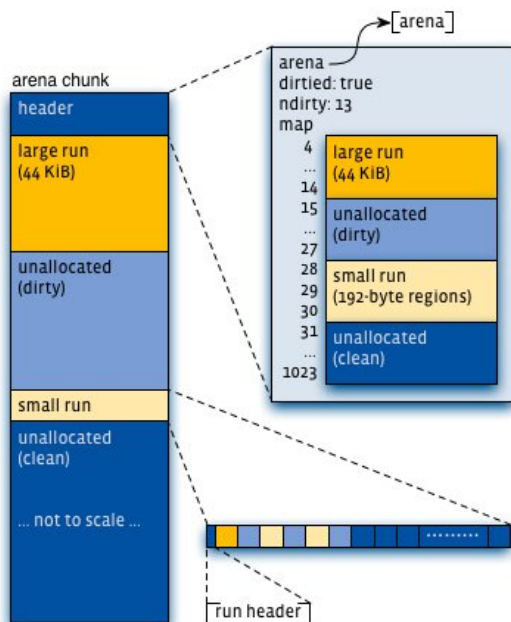 [arena]
arena
dirtied: true
ndirty: 13
map
4
...
14
15
...
27
28
29
30
31
...
1023
large run
(44 KiB)
unallocated
(dirty)
small run
(192-byte regions)
unallocated
(clean)
arena chunk
header
large run
(44 KiB)
unallocated
(dirty)
small run
unallocated
(clean)
... not to scale ...
.........
run header